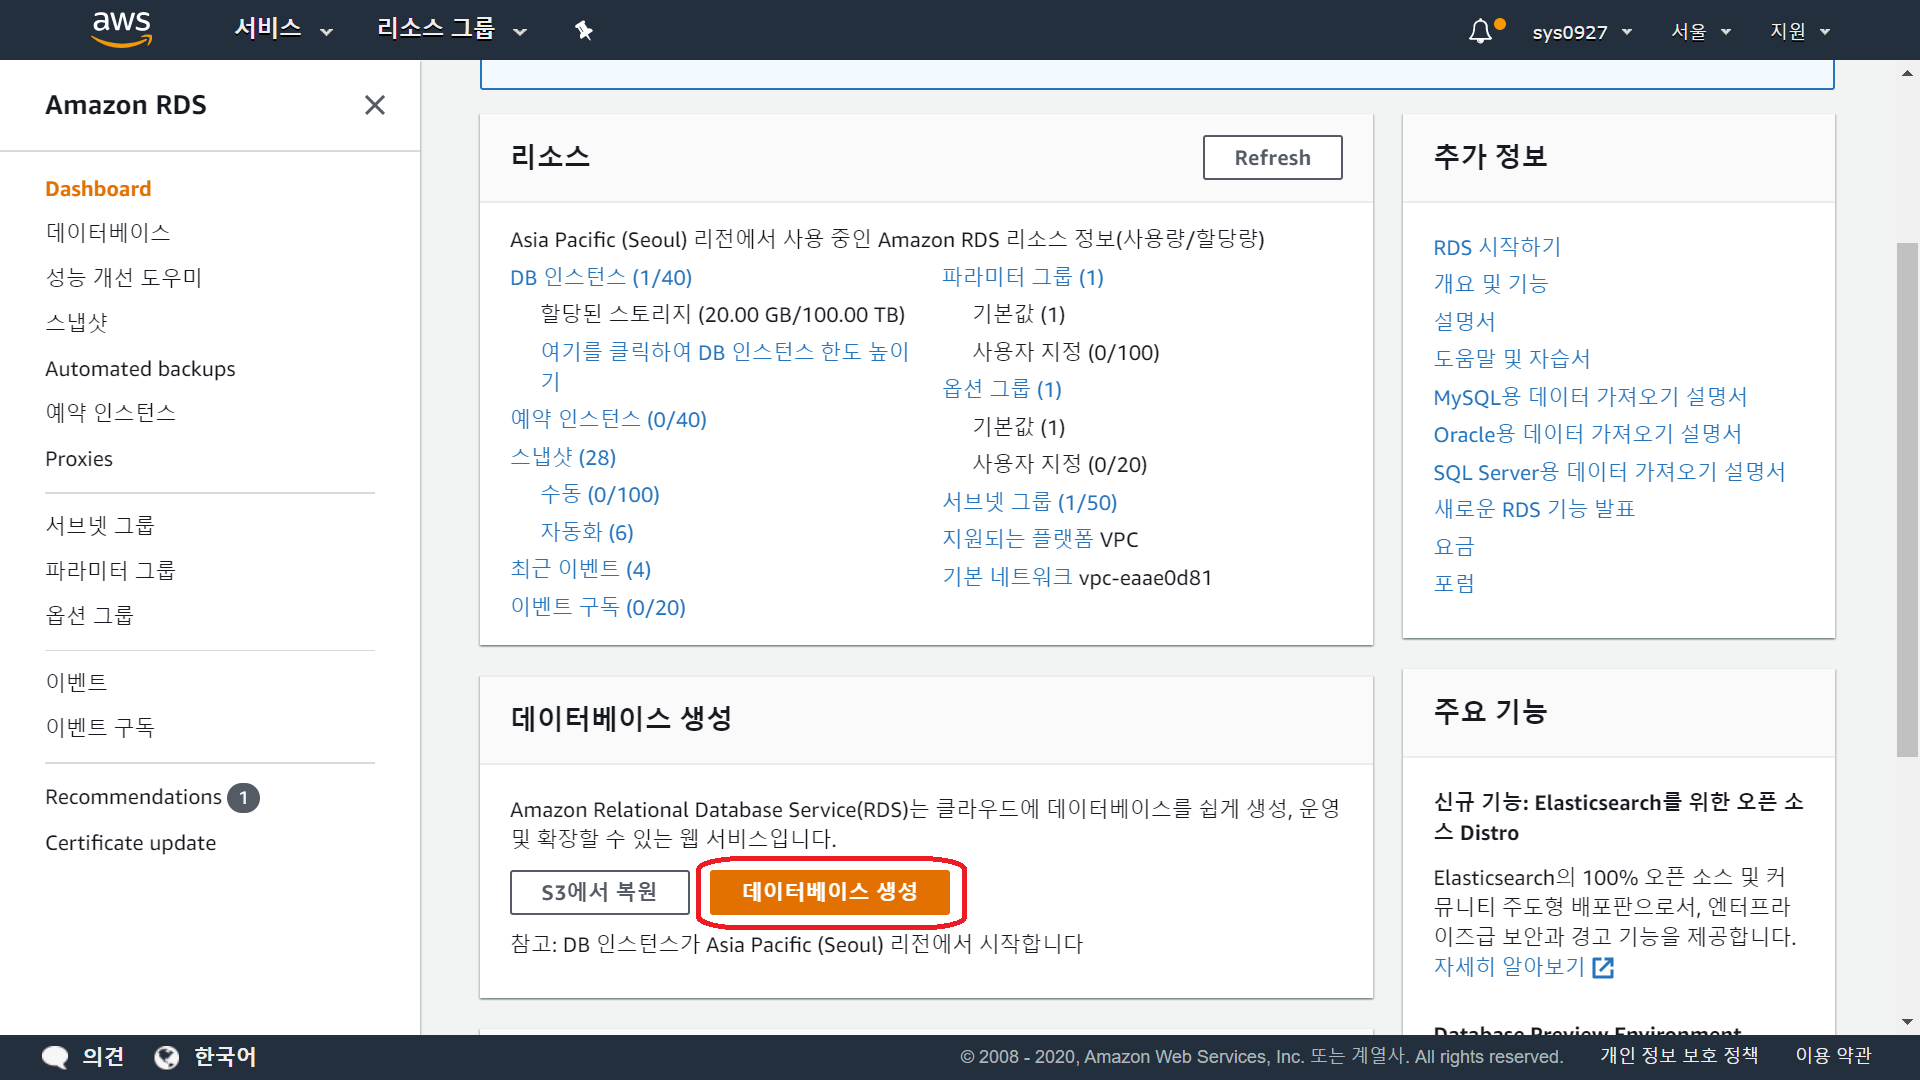 aws
서비스
리소스 그룹
sys0927
서울
지원
Amazon RDS
Dashboard
데이터베이스
성능 개선 도우미
스냅샷
Automated backups
예약 인스턴스
Proxies
서브넷 그룹
파라미터 그룹
옵션 그룹
이벤트
이벤트 구독
Recommendations 1
Certificate update
리소스
Refresh
Asia Pacific (Seoul) 리전에서 사용 중인 Amazon RDS 리소스 정보(사용량/할당량)
DB 인스턴스 (1/40)
할당된 스토리지 (20.00 GB/100.00 TB)
여기를 클릭하여 DB 인스턴스 한도 높이
기
예약 인스턴스 (0/40)
스냅샷 (28)
수동 (0/100)
자동화 (6)
최근 이벤트 (4)
이벤트 구독 (0/20)
파라미터 그룹 (1)
기본값 (1)
사용자 지정 (0/100)
옵션 그룹 (1)
기본값 (1)
사용자 지정 (0/20)
서브넷 그룹 (1/50)
지원되는 플랫폼 VPC
기본 네트워크 vpc-eaae0d81
데이터베이스 생성
Amazon Relational Database Service(RDS)는 클라우드에 데이터베이스를 쉽게 생성, 운영
및 확장할 수 있는 웹 서비스입니다.
S3에서 복원
데이터베이스 생성
참고: DB 인스턴스가 Asia Pacific (Seoul) 리전에서 시작합니다
추가 정보
RDS 시작하기
개요 및 기능
설명서
도움말 및 자습서
MySQL용 데이터 가져오기 설명서
Oracle용 데이터 가져오기 설명서
SQL Server용 데이터 가져오기 설명서
새로운 RDS 기능 발표
요금
포럼
주요 기능
신규 기능: Elasticsearch를 위한 오픈 소
스 Distro
Elasticsearch의 100% 오픈 소스 및 커
뮤니티 주도형 배포판으로서, 엔터프라
이즈급 보안과 경고 기능을 제공합니다.
자세히 알아보기
Database Preview Environment
의견
한국어
© 2008 - 2020, Amazon Web Services, Inc. 또는 계열사. All rights reserved.
개인 정보 보호 정책
이용 약관